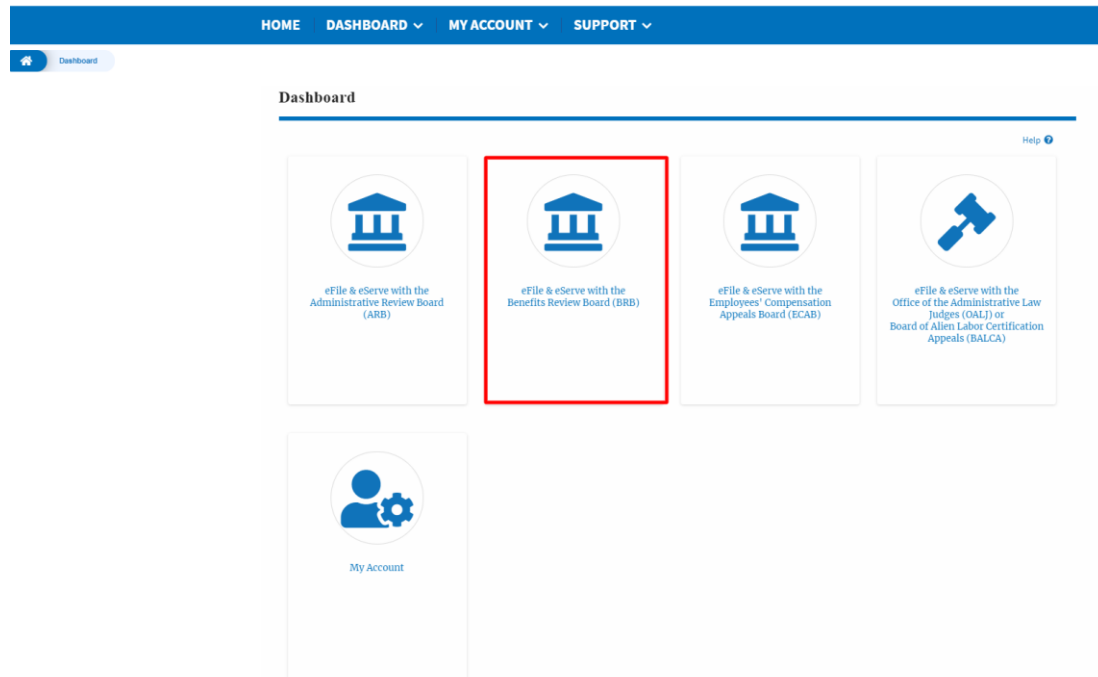 HOME DASHBOARD MY ACCOUNT SUPPORT
Dashboard
Dashboard
Help
eFile & eServe with the
Administrative Review Board
(ARB)
eFile & eServe with the
Benefits Review Board (BRB)
eFile & eServe with the
Employees' Compensation
Appeals Board (ECAB)
eFile & eServe with the
Office of the Administrative Law
Judges (OALJ) or
Board of Alien Labor Certification
Appeals (BALCA)
My Account